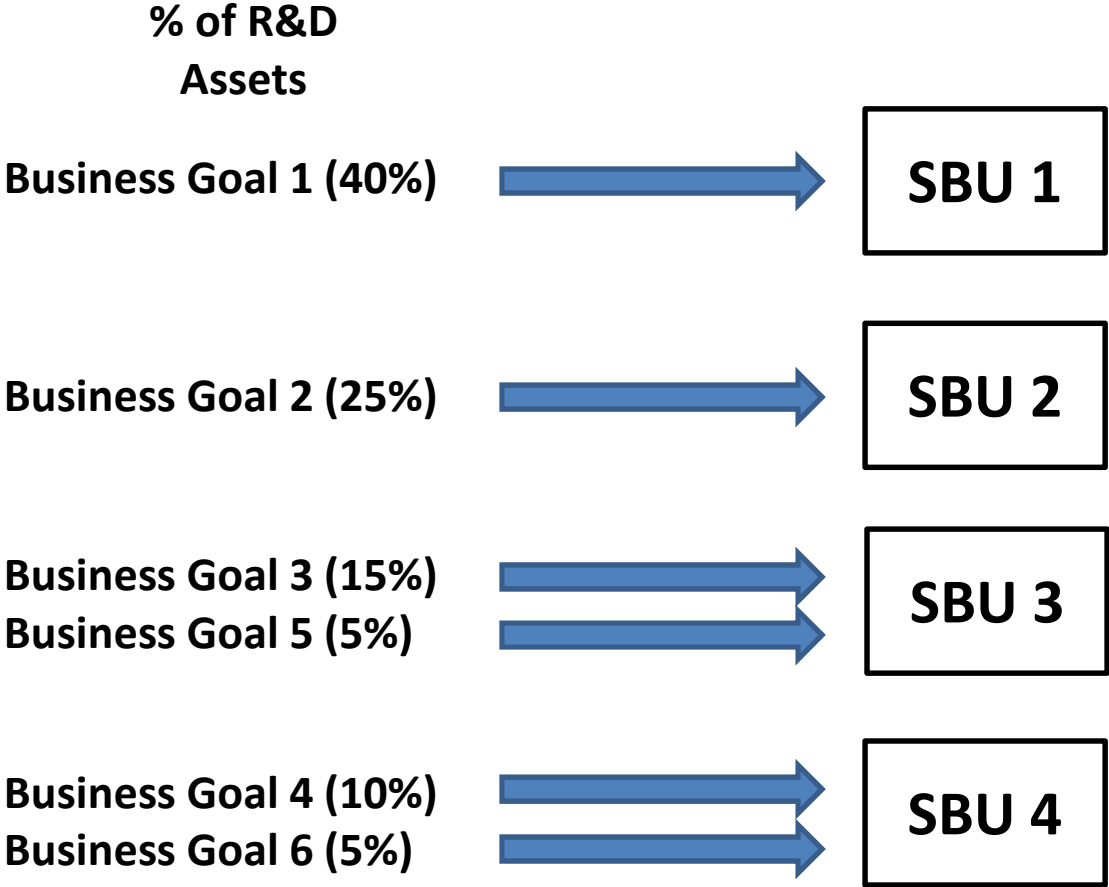 % of R&D
Assets
Business Goal 1 (40%)
SBU 1
Business Goal 2 (25%)
SBU 2
Business Goal 3 (15%)
Business Goal 5 (5%)
SBU 3
Business Goal 4 (10%)
Business Goal 6 (5%)
SBU 4